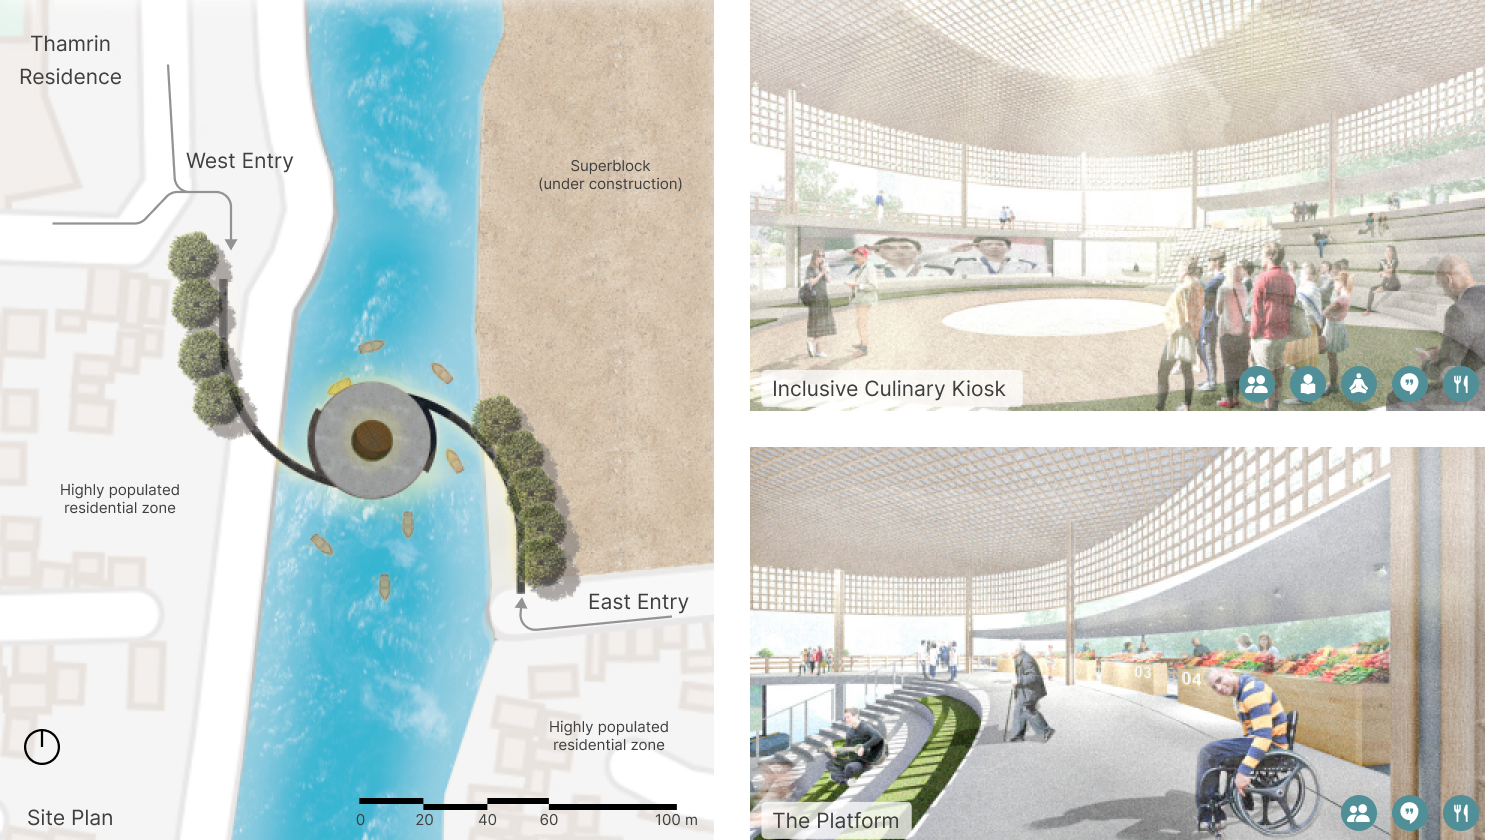 Thamrin
Residence
West Entry
Superblock
(under construction)
Highly populated
residential zone
East Entry
Highly populated
residential zone
Site Plan
0 20 40 60 100 m
Inclusive Culinary Kiosk
03
04
The Platform